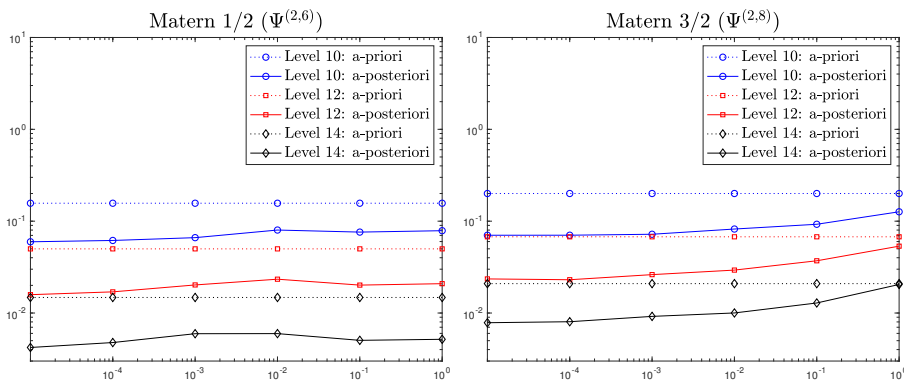 Matern 1/2 (Ψ^(2,6))
10^1
10^0
10^-1
10^-2
10^-4
10^-3
10^-2
10^-1
10^0
Level 10: a-priori
Level 10: a-posteriori
Level 12: a-priori
Level 12: a-posteriori
Level 14: a-priori
Level 14: a-posteriori
Matern 3/2 (Ψ^(2,8))
10^1
10^0
10^-1
10^-2
10^-4
10^-3
10^-2
10^-1
10^0
Level 10: a-priori
Level 10: a-posteriori
Level 12: a-priori
Level 12: a-posteriori
Level 14: a-priori
Level 14: a-posteriori